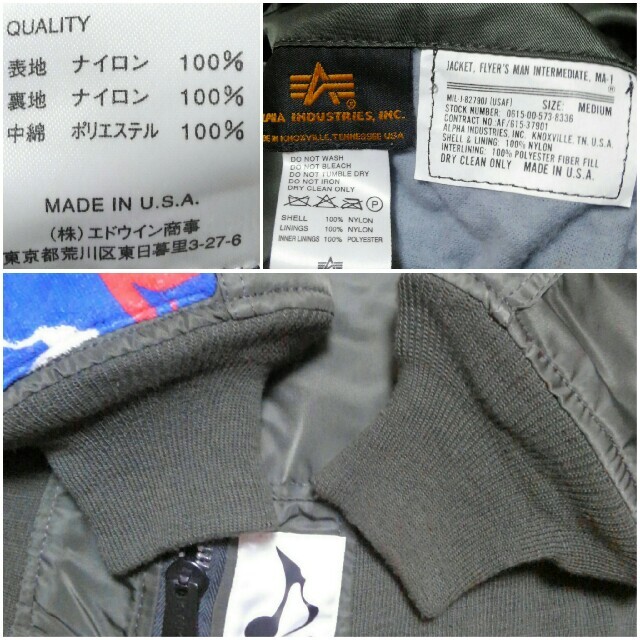 QUALITY
表地 ナイロン 100%
裏地 ナイロン 100%
中綿 ポリエステル 100%
MADE IN U.S.A.
(株)エドウイン商事
東京都荒川区東日暮里3-27-6
INDUSTRIES, INC.
KNOXVILLE, TENNESSEE USA
DO NOT WASH
DO NOT BLEACH
DO NOT TUMBLE DRY
DO NOT IRON
DRY CLEAN ONLY
P
SHELL 100% NYLON
LININGS 100% NYLON
INNER LININGS 100% POLYESTER
JACKET, FLYER'S MAN INTERMEDIATE, MA-1
MIL-J-8279DJ (USAF) SIZE: MEDIUM
STOCK NUMBER: 0615-00-573-8336
CONTRACT NO. AF/615-37901
ALPHA INDUSTRIES, INC. KNOXVILLE, TN. U.S.A.
SHELL & LINING: 100% NYLON
INTERLINING: 100% POLYESTER FIBER FILL
DRY CLEAN ONLY MADE IN U.S.A.